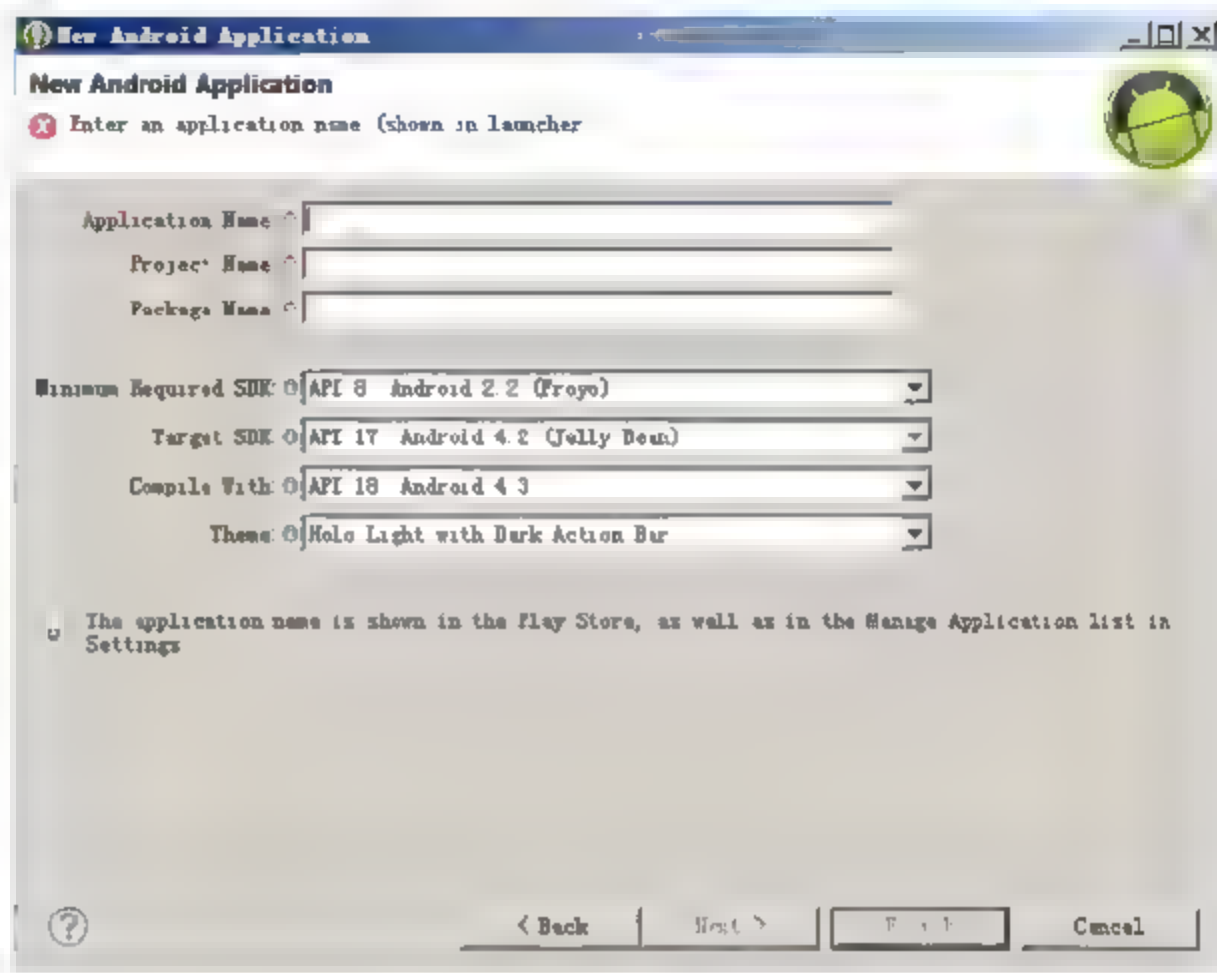 New Android Application
New Android Application
Enter an application name (shown in launcher
Application Name
Project Name
Package Name
Minimum Required SDK: API 8 Android 2.2 (Froyo)
Target SDK API 17 Android 4.2 (Jelly Bean)
Compile With: API 18 Android 4 3
Theme: Holo Light with Dark Action Bar
The application name is shown in the Play Store, as well as in the Manage Application list in
Settings
< Back Next > Cancel